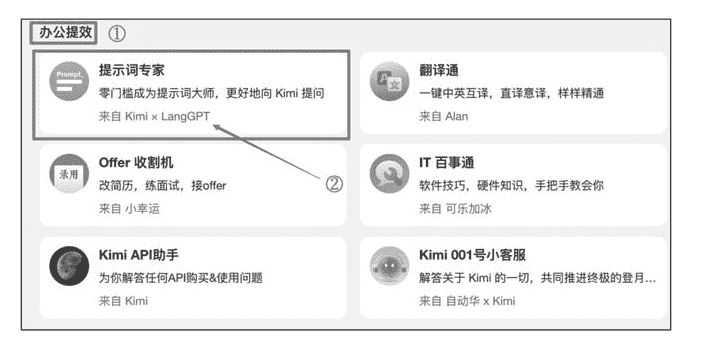 办公提效 ①
Prompt
提示词专家
零门槛成为提示词大师，更好地向 Kimi 提问
来自 Kimi × LangGPT
翻译通
一键中英互译，直译意译，样样精通
来自 Alan
②
录用
Offer 收割机
改简历，练面试，接offer
来自 小幸运
IT 百事通
软件技巧，硬件知识，手把手教会你
来自 可乐加冰
Kimi API助手
为你解答任何API购买&使用问题
来自 Kimi
Kimi 001号小客服
解答关于 Kimi 的一切，共同推进终极的登月...
来自 自动华 x Kimi